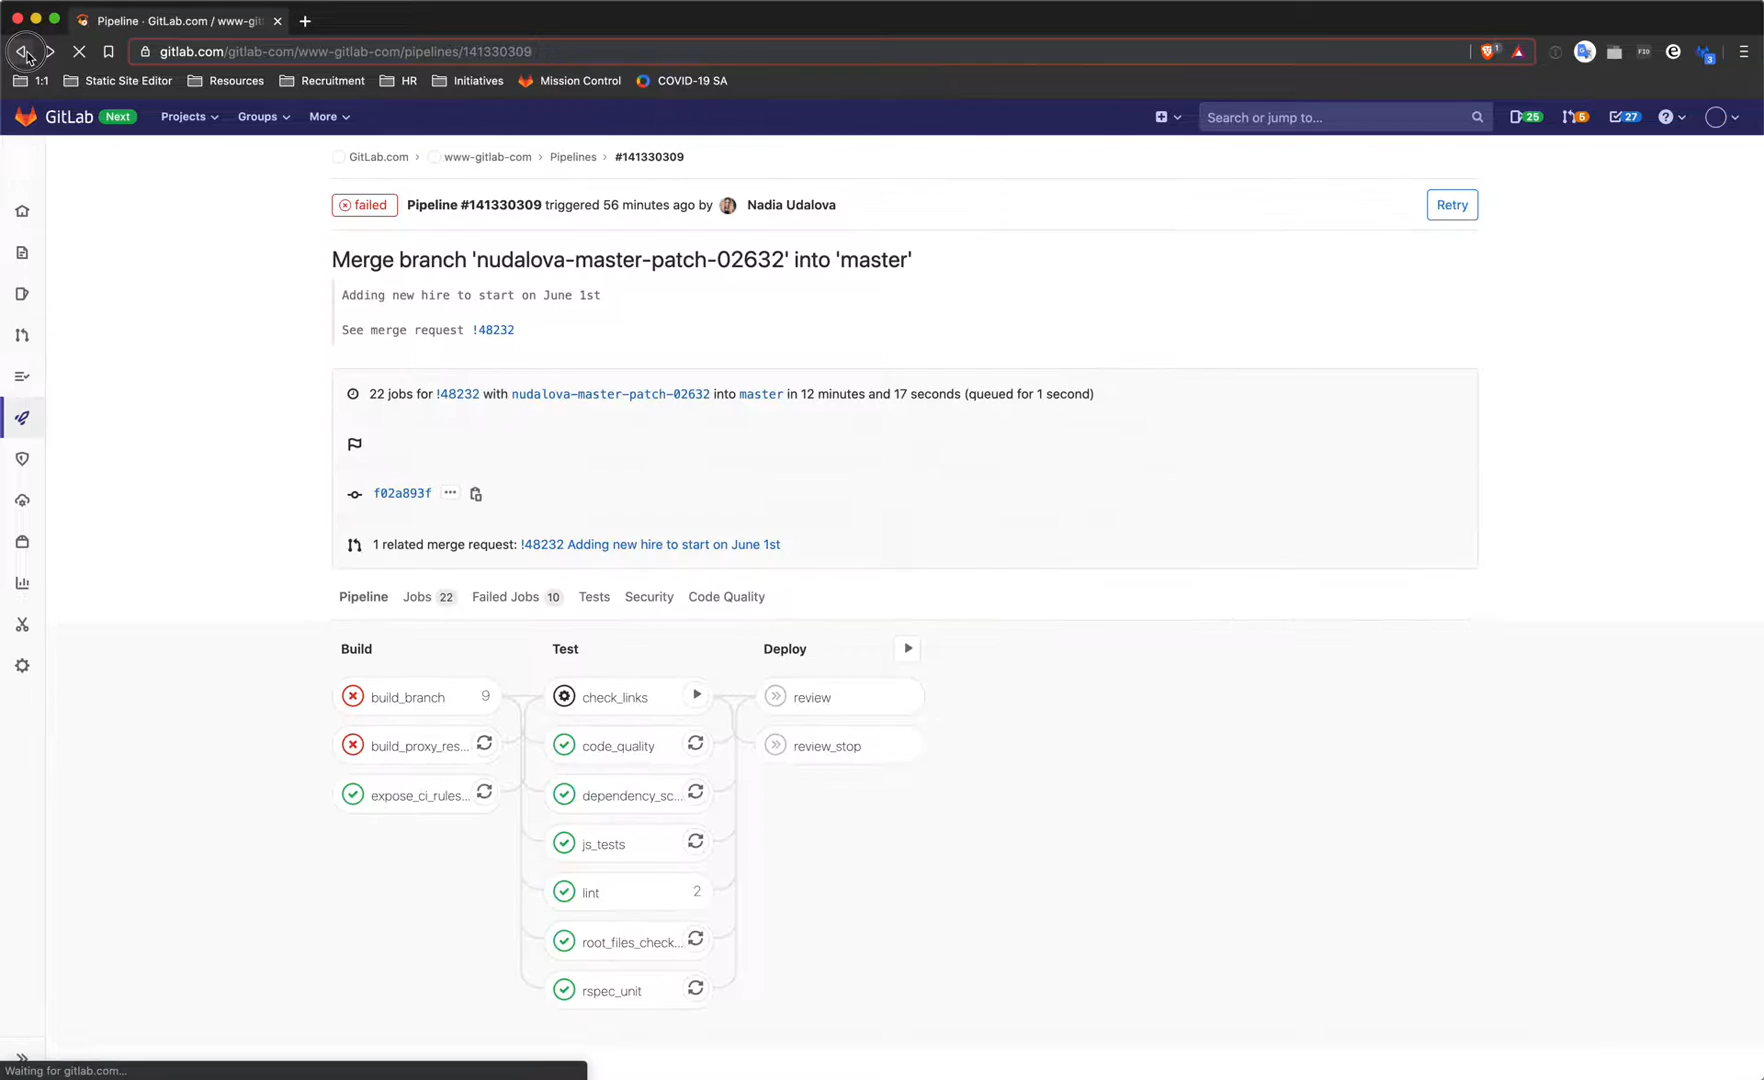 Pipeline · GitLab.com / www-git
gitlab.com/gitlab-com/www-gitlab-com/pipelines/141330309
1
FIO
3
1:1 Static Site Editor Resources Recruitment HR Initiatives Mission Control COVID-19 SA
GitLab Next Projects Groups More Search or jump to... 25 5 27
GitLab.com › www-gitlab-com › Pipelines › #141330309
failed Pipeline #141330309 triggered 56 minutes ago by Nadia Udalova Retry
Merge branch 'nudalova-master-patch-02632' into 'master'
Adding new hire to start on June 1st
See merge request !48232
22 jobs for !48232 with nudalova-master-patch-02632 into master in 12 minutes and 17 seconds (queued for 1 second)
f02a893f ...
1 related merge request: !48232 Adding new hire to start on June 1st
Pipeline Jobs 22 Failed Jobs 10 Tests Security Code Quality
Build Test Deploy
build_branch 9 check_links review
build_proxy_res... code_quality review_stop
expose_ci_rules... dependency_sc...
js_tests
lint 2
root_files_check...
rspec_unit
Waiting for gitlab.com...